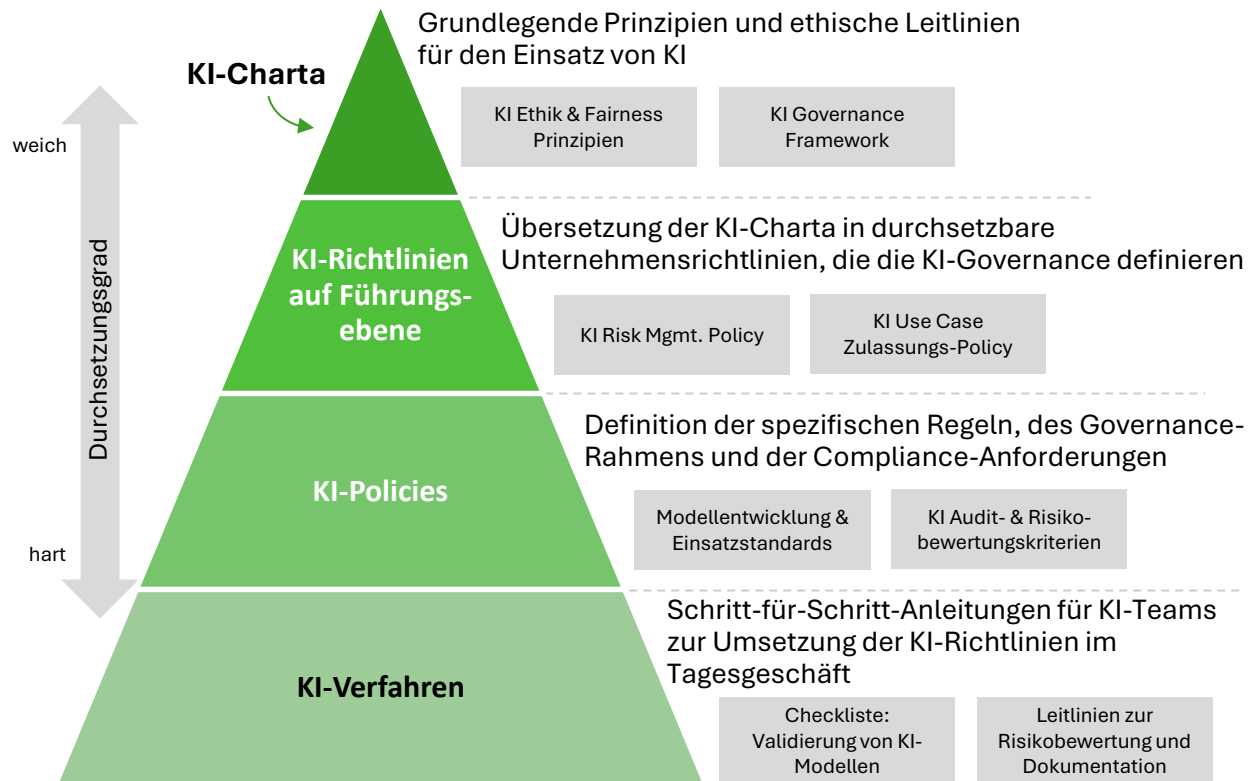 Grundlegende Prinzipien und ethische Leitlinien
für den Einsatz von KI
KI-Charta
KI Ethik & Fairness
Prinzipien
KI Governance
Framework
weich
Durchsetzungsgrad
hart
KI-Richtlinien
auf Führungs-
ebene
Übersetzung der KI-Charta in durchsetzbare
Unternehmensrichtlinien, die die KI-Governance definieren
KI Risk Mgmt. Policy
KI Use Case
Zulassungs-Policy
KI-Policies
Definition der spezifischen Regeln, des Governance-
Rahmens und der Compliance-Anforderungen
Modellentwicklung &
Einsatzstandards
KI Audit- & Risiko-
bewertungskriterien
KI-Verfahren
Schritt-für-Schritt-Anleitungen für KI-Teams
zur Umsetzung der KI-Richtlinien im
Tagesgeschäft
Checkliste:
Validierung von KI-
Modellen
Leitlinien zur
Risikobewertung und
Dokumentation